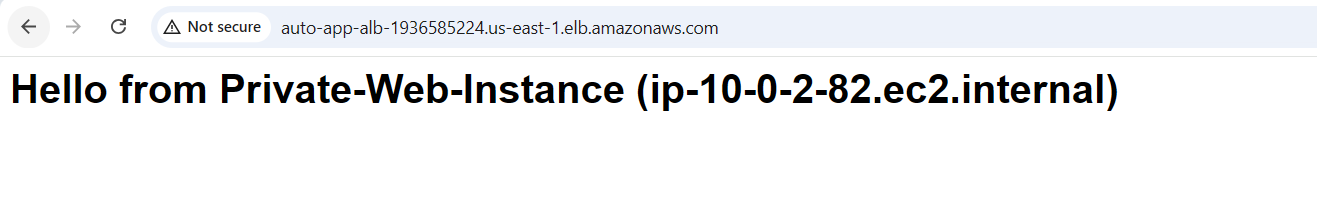 Not secure auto-app-alb-1936585224.us-east-1.elb.amazonaws.com
Hello from Private-Web-Instance (ip-10-0-2-82.ec2.internal)